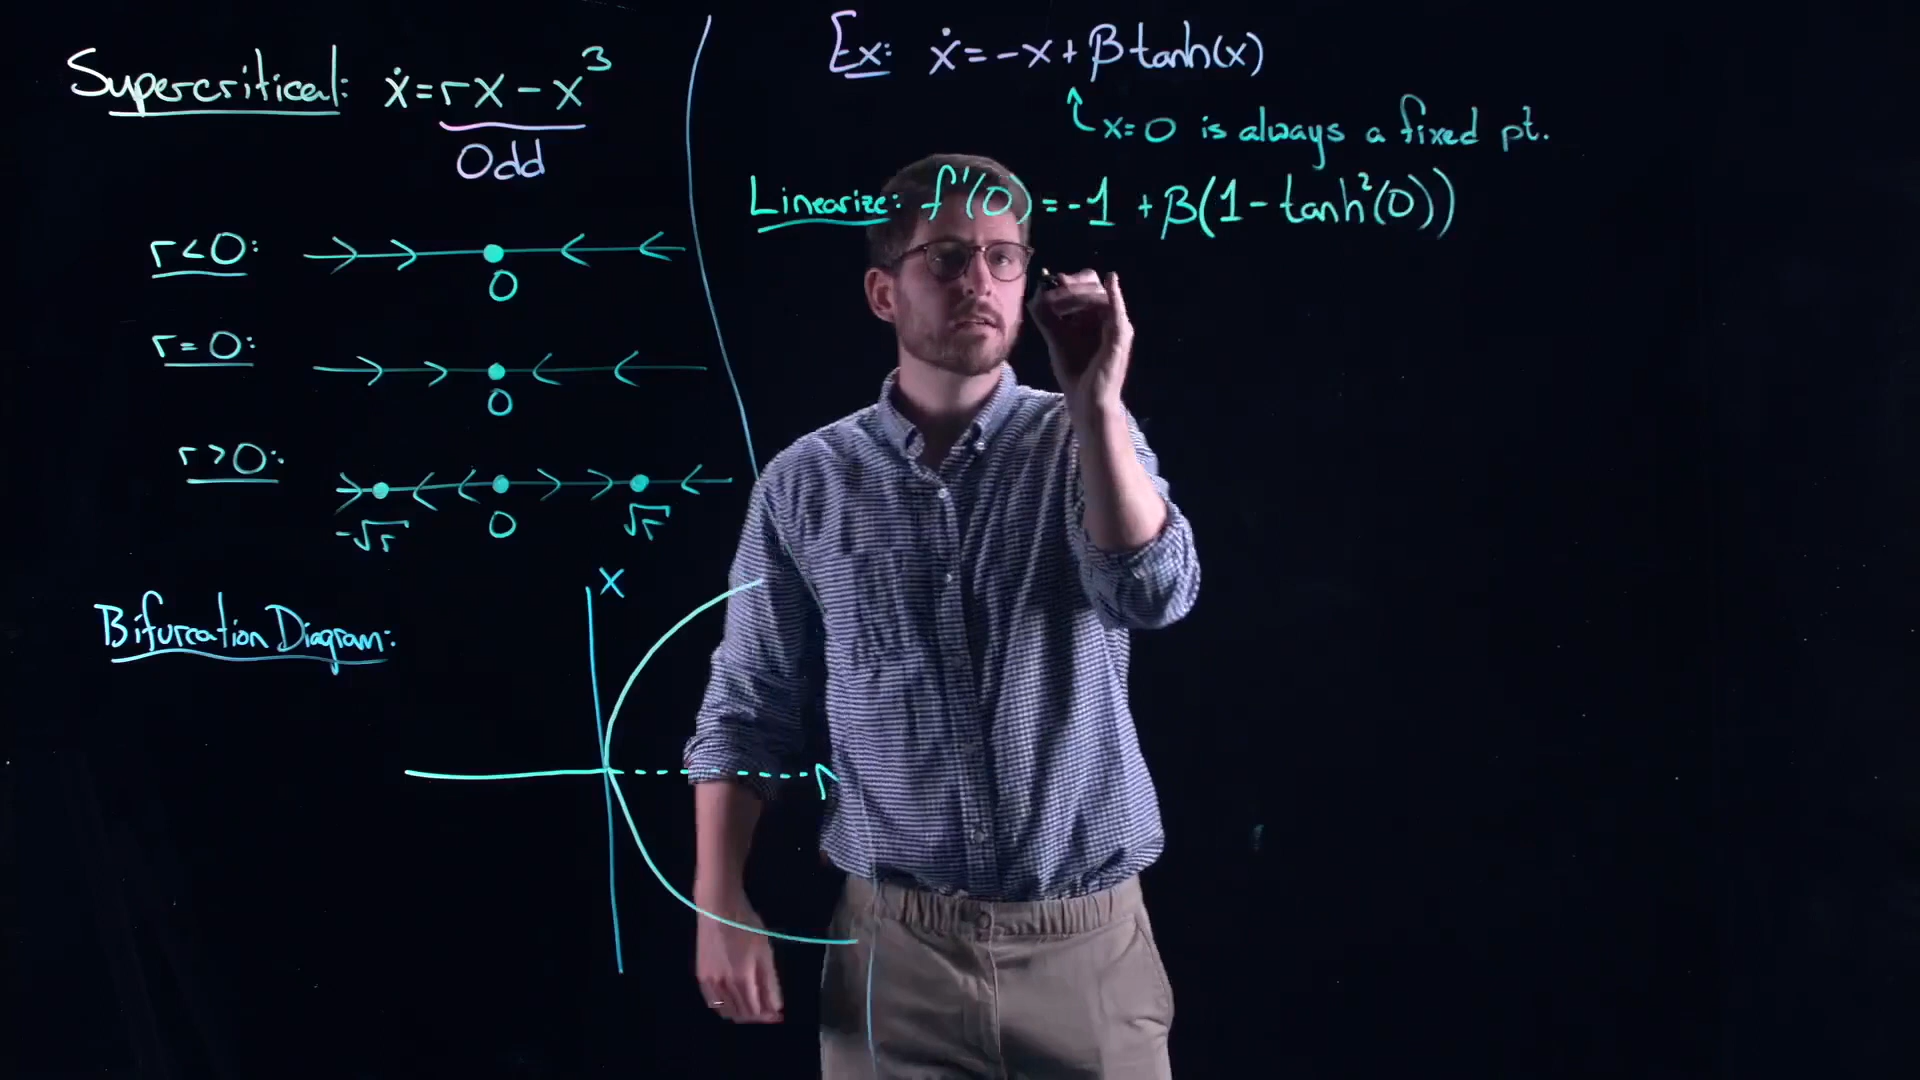 Supercritical: ẋ = rx - x³
Odd
r<0:
0
r=0:
0
r>0:
-√r 0 √r
Bifurcation Diagram:
x
r
Ex: ẋ = -x + β tanh(x)
x=0 is always a fixed pt.
Linearize: f'(0) = -1 + β(1 - tanh²(0))